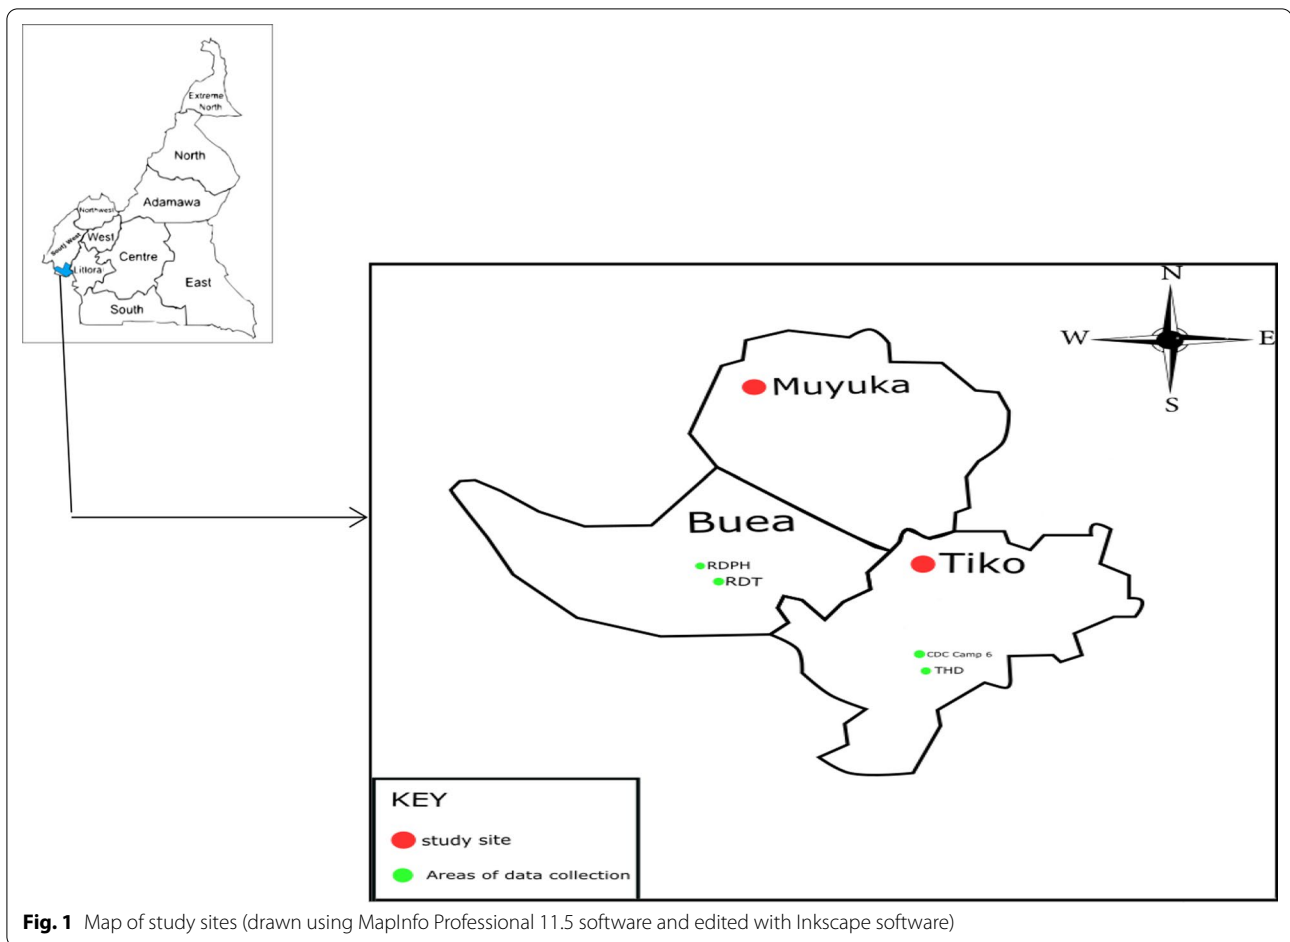 Extreme
North
North
Adamawa
Northwest
West
Centre
Littoral
East
South
N
W
E
S
Muyuka
Buea
Tiko
RDPH
RDT
CDC Camp 6
THD
KEY
study site
Areas of data collection
Fig. 1 Map of study sites (drawn using MapInfo Professional 11.5 software and edited with Inkscape software)